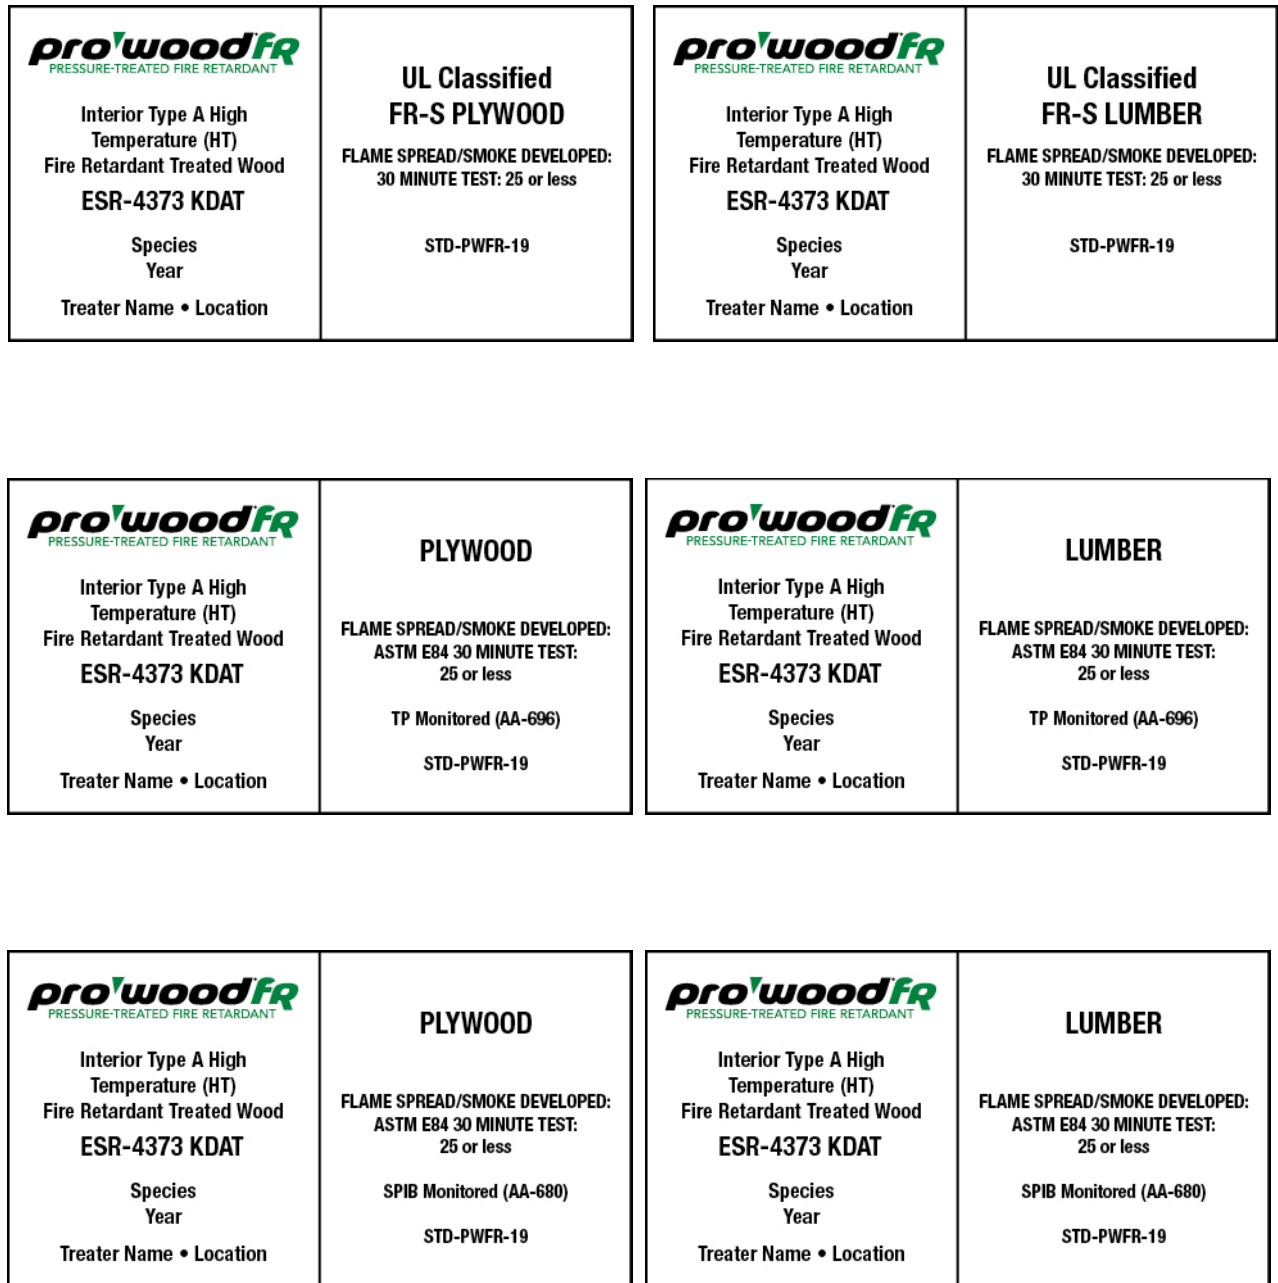 pro wood FR
PRESSURE-TREATED FIRE RETARDANT
Interior Type A High
Temperature (HT)
Fire Retardant Treated Wood
ESR-4373 KDAT
Species
Year
Treater Name • Location
UL Classified
FR-S PLYWOOD
FLAME SPREAD/SMOKE DEVELOPED:
30 MINUTE TEST: 25 or less
STD-PWFR-19
pro wood FR
PRESSURE-TREATED FIRE RETARDANT
Interior Type A High
Temperature (HT)
Fire Retardant Treated Wood
ESR-4373 KDAT
Species
Year
Treater Name • Location
UL Classified
FR-S LUMBER
FLAME SPREAD/SMOKE DEVELOPED:
30 MINUTE TEST: 25 or less
STD-PWFR-19
pro wood FR
PRESSURE-TREATED FIRE RETARDANT
Interior Type A High
Temperature (HT)
Fire Retardant Treated Wood
ESR-4373 KDAT
Species
Year
Treater Name • Location
PLYWOOD
FLAME SPREAD/SMOKE DEVELOPED:
ASTM E84 30 MINUTE TEST:
25 or less
TP Monitored (AA-696)
STD-PWFR-19
pro wood FR
PRESSURE-TREATED FIRE RETARDANT
Interior Type A High
Temperature (HT)
Fire Retardant Treated Wood
ESR-4373 KDAT
Species
Year
Treater Name • Location
LUMBER
FLAME SPREAD/SMOKE DEVELOPED:
ASTM E84 30 MINUTE TEST:
25 or less
TP Monitored (AA-696)
STD-PWFR-19
pro wood FR
PRESSURE-TREATED FIRE RETARDANT
Interior Type A High
Temperature (HT)
Fire Retardant Treated Wood
ESR-4373 KDAT
Species
Year
Treater Name • Location
PLYWOOD
FLAME SPREAD/SMOKE DEVELOPED:
ASTM E84 30 MINUTE TEST:
25 or less
SPIB Monitored (AA-680)
STD-PWFR-19
pro wood FR
PRESSURE-TREATED FIRE RETARDANT
Interior Type A High
Temperature (HT)
Fire Retardant Treated Wood
ESR-4373 KDAT
Species
Year
Treater Name • Location
LUMBER
FLAME SPREAD/SMOKE DEVELOPED:
ASTM E84 30 MINUTE TEST:
25 or less
SPIB Monitored (AA-680)
STD-PWFR-19